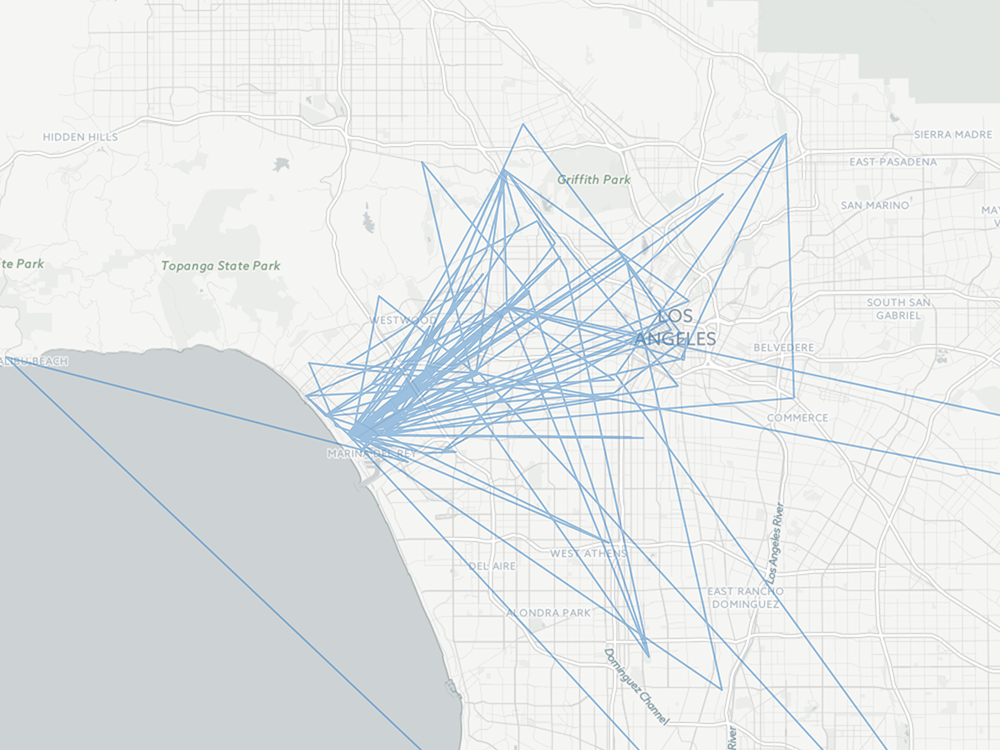 HIDDEN HILLS
SIERRA MADRE
EAST PASADENA
Griffith Park
SAN MARINO
te Park
Topanga State Park
SOUTH SAN
GABRIEL
WESTWOOD
LOS
ANGELES
BELVEDERE
BEACH
COMMERCE
MARINA DEL REY
Los Angeles River
WEST ATHENS
DEL AIRE
EAST RANCHO
DOMINGUEZ
ALONDRA PARK
Dominguez Channel
River